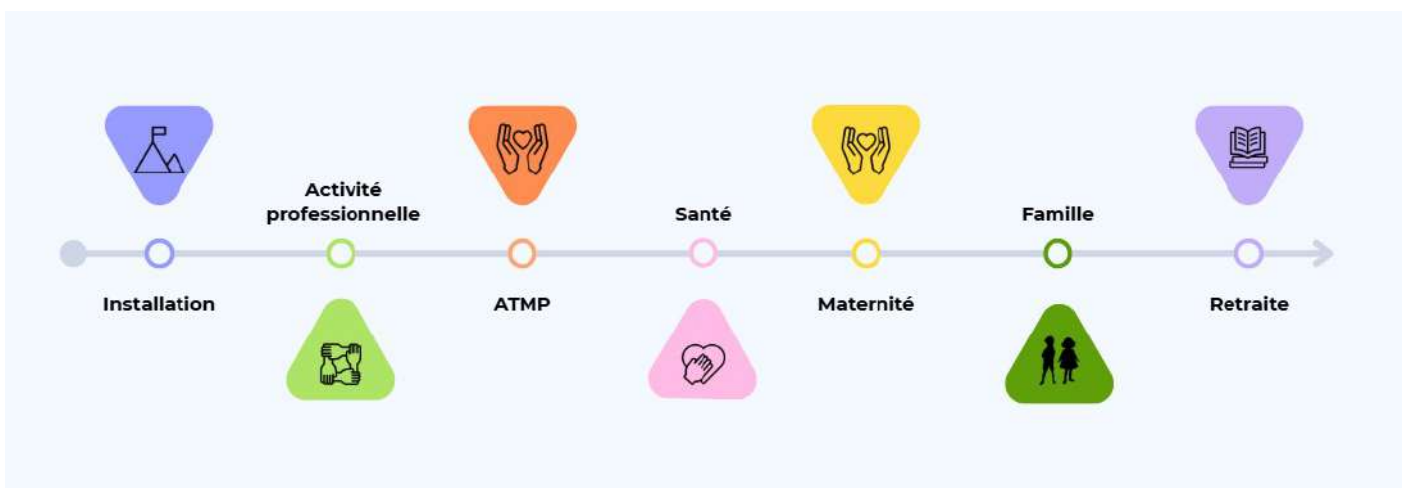 Installation
Activité
professionnelle
ATMP
Santé
Maternité
Famille
Retraite